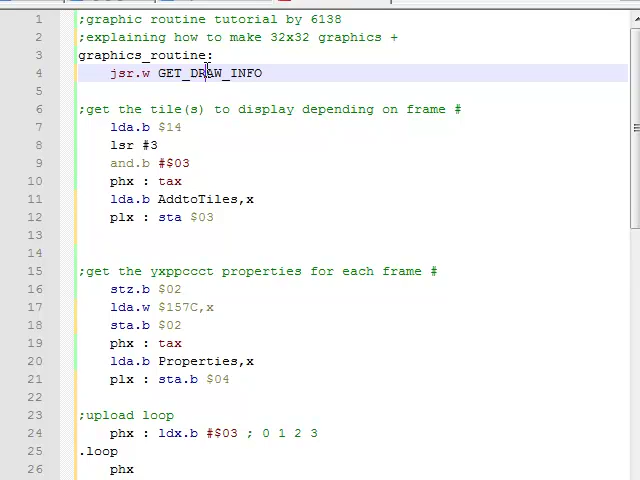 1 ;graphic routine tutorial by 6138
2 ;explaining how to make 32x32 graphics +
3 graphics_routine:
4 jsr.w GET_DRAW_INFO
5
6 ;get the tile(s) to display depending on frame #
7 lda.b $14
8 lsr #3
9 and.b #$03
10 phx : tax
11 lda.b AddtoTiles,x
12 plx : sta $03
13
14
15 ;get the yxppccct properties for each frame #
16 stz.b $02
17 lda.w $157C,x
18 sta.b $02
19 phx : tax
20 lda.b Properties,x
21 plx : sta.b $04
22
23 ;upload loop
24 phx : ldx.b #$03 ; 0 1 2 3
25 .loop
26 phx